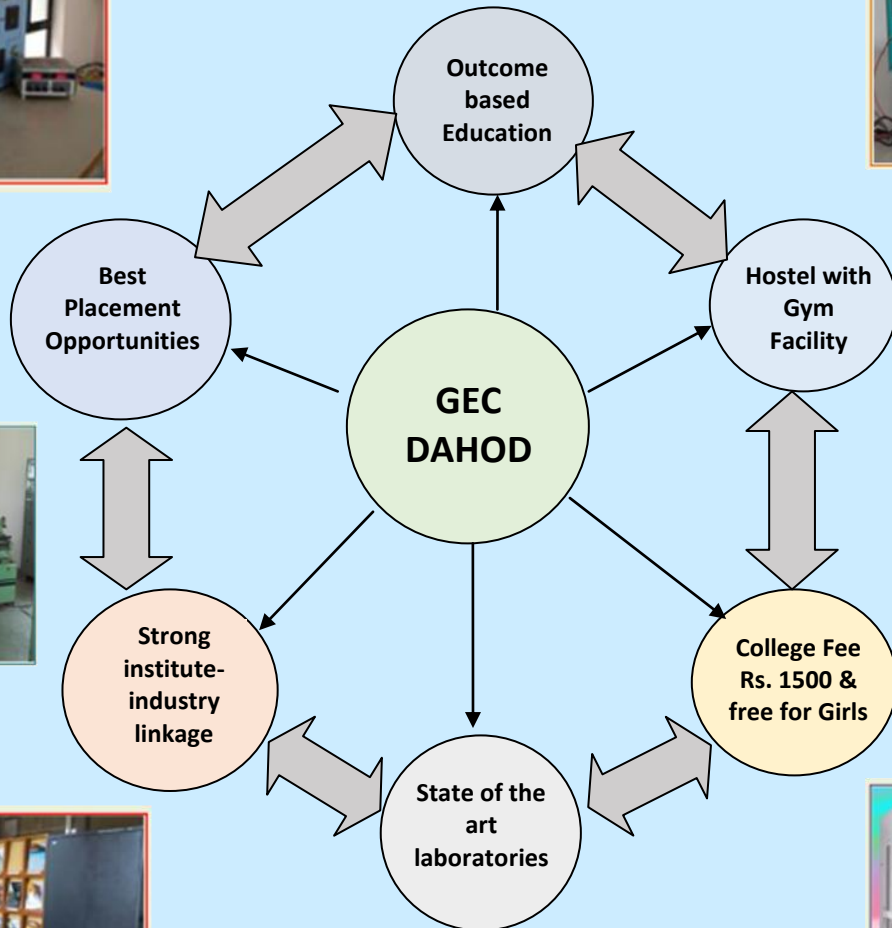 Outcome
based
Education
Best
Placement
Opportunities
Hostel with
Gym
Facility
GEC
DAHOD
Strong
institute-
industry
linkage
College Fee
Rs. 1500 &
free for Girls
State of the
art
laboratories